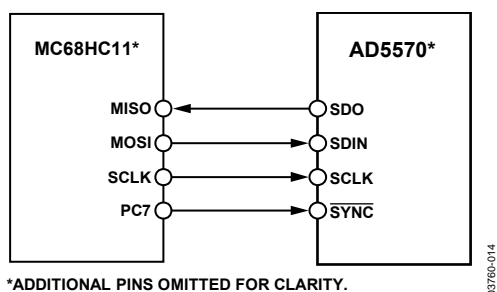 MC68HC11*
AD5570*
MISO
SDO
MOSI
SDIN
SCLK
SCLK
PC7
SYNC
*ADDITIONAL PINS OMITTED FOR CLARITY.
03760-014